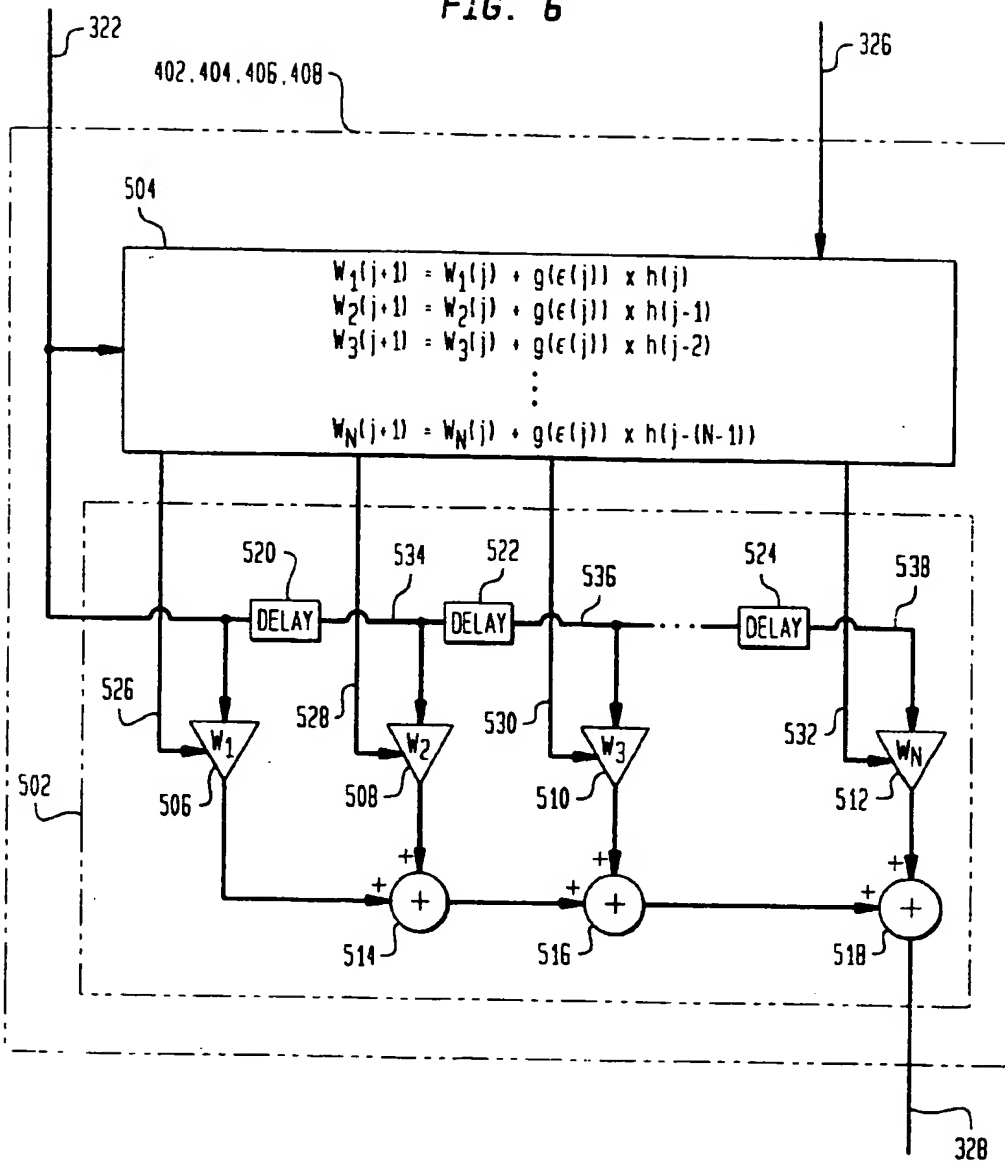 FIG. 6
322
326
402,404,406,408
504
W1(j+1) = W1(j) + g(ε(j)) x h(j)
W2(j+1) = W2(j) + g(ε(j)) x h(j-1)
W3(j+1) = W3(j) + g(ε(j)) x h(j-2)
⋮
WN(j+1) = WN(j) + g(ε(j)) x h(j-(N-1))
520
534
522
536
524
538
DELAY
DELAY
...
DELAY
526
528
530
532
W1
W2
W3
WN
502
506
508
510
512
+
+
+
+
+
+
+
+
+
514
516
518
328